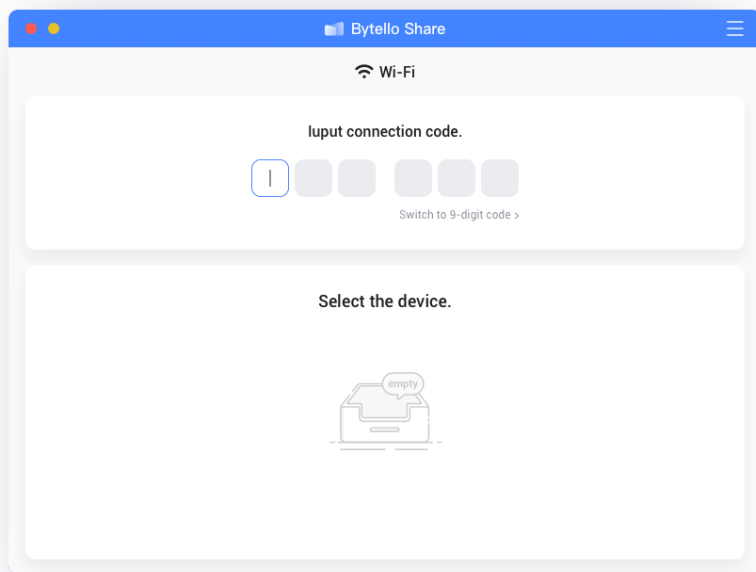 Bytello Share
Wi-Fi
Iuput connection code.
Switch to 9-digit code >
Select the device.
empty